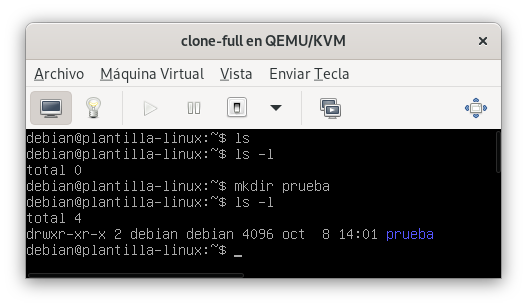 clone-full en QEMU/KVM
Archivo Máquina Virtual Vista Enviar Tecla
debian@plantilla-linux:~$ ls
debian@plantilla-linux:~$ ls -l
total 0
debian@plantilla-linux:~$ mkdir prueba
debian@plantilla-linux:~$ ls -l
total 4
drwxr-xr-x 2 debian debian 4096 oct  8 14:01 prueba
debian@plantilla-linux:~$ _